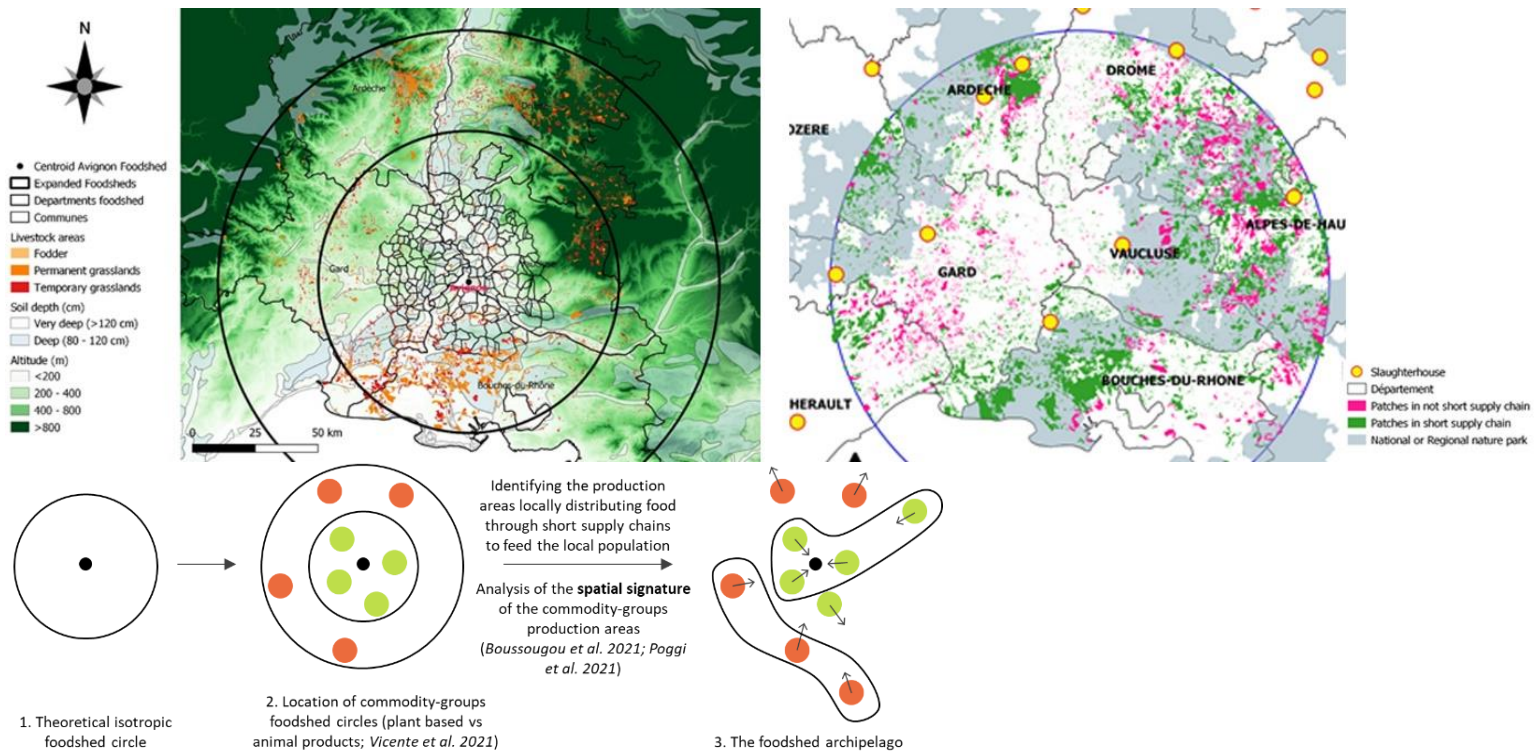 N
Centroid Avignon Foodshed
Expanded Foodsheds
Departments foodshed
Communes
Livestock areas
Fodder
Permanent grasslands
Temporary grasslands
Soil depth (cm)
Very deep (>120 cm)
Deep (80 - 120 cm)
Altitude (m)
<200
200 - 400
400 - 800
>800
Ardèche
Gard
Bouches-du-Rhône
0 25 50 km
DROME
ARDECHE
OZERE
ALPES-DE-HAU
VAUCLUSE
GARD
BOUCHES-DU-RHONE
HERAULT
Slaughterhouse
Département
Patches in not short supply chain
Patches in short supply chain
National or Regional nature park
Identifying the production
areas locally distributing food
through short supply chains
to feed the local population
Analysis of the spatial signature
of the commodity-groups
production areas
(Boussougou et al. 2021; Poggi
et al. 2021)
1. Theoretical isotropic
foodshed circle
2. Location of commodity-groups
foodshed circles (plant based vs
animal products; Vicente et al. 2021)
3. The foodshed archipelago